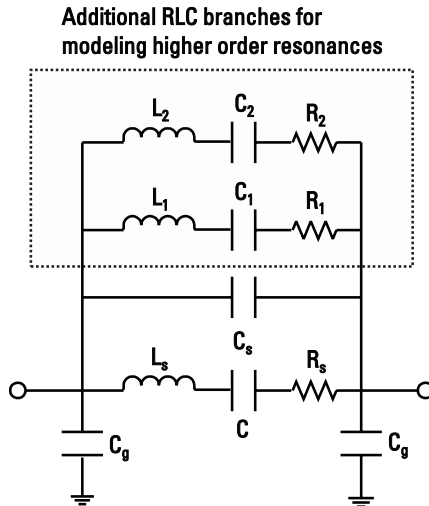 Additional RLC branches for
modeling higher order resonances
L2 C2 R2
L1 C1 R1
Cs
Ls Rs
C
Cg Cg